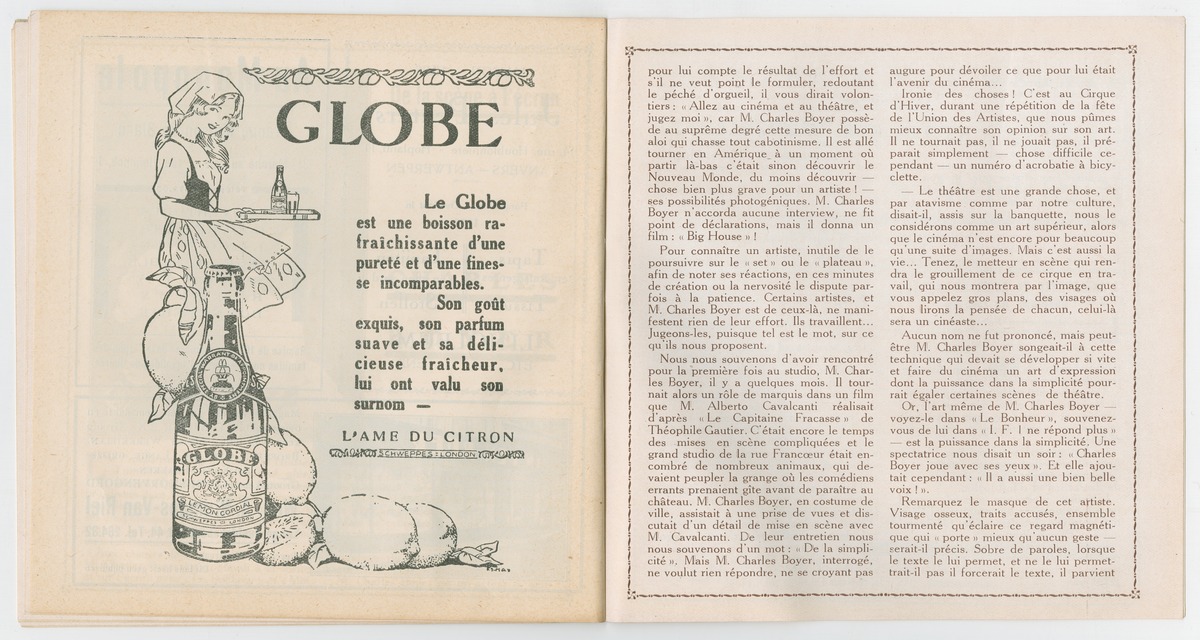 GLOBE
Le Globe
est une boisson ra-
fraîchissante d'une
pureté et d'une fines-
se incomparables.
Son goût
exquis, son parfum
suave et sa déli-
cieuse fraîcheur,
lui ont valu son
surnom —
L'AME DU CITRON
SCHWEPPES : LONDON
GLOBE
LEMON CORDIAL
pour lui compte le résultat de l'effort et
s'il ne veut point le formuler, redoutant
le péché d'orgueil, il vous dirait volon-
tiers : « Allez au cinéma et au théâtre, et
jugez moi », car M. Charles Boyer possè-
de au suprême degré cette mesure de bon
aloi qui chasse tout cabotinisme. Il est allé
tourner en Amérique à un moment où
partir là-bas c'était sinon découvrir le
Nouveau Monde, du moins découvrir —
chose bien plus grave pour un artiste ! —
ses possibilités photogéniques. M. Charles
Boyer n'accorda aucune interview, ne fit
point de déclarations, mais il donna un
film : « Big House » !
Pour connaître un artiste, inutile de le
poursuivre sur le « set » ou le « plateau »,
afin de noter ses réactions, en ces minutes
de création ou la nervosité le dispute par-
fois à la patience. Certains artistes, et
M. Charles Boyer est de ceux-là, ne mani-
festent rien de leur effort. Ils travaillent...
Jugeons-les, puisque tel est le mot, sur ce
qu'ils nous proposent.
Nous nous souvenons d'avoir rencontré
pour la première fois au studio, M. Char-
les Boyer, il y a quelques mois. Il tour-
nait alors un rôle de marquis dans un film
que M. Alberto Cavalcanti réalisait
d'après « Le Capitaine Fracasse » de
Théophile Gautier. C'était encore le temps
des mises en scène compliquées et le
grand studio de la rue Francœur était en-
combré de nombreux animaux, qui de-
vaient peupler la grange où les comédiens
errants prenaient gîte avant de paraître au
château. M. Charles Boyer, en costume de
ville, assistait à une prise de vues et dis-
cutait d'un détail de mise en scène avec
M. Cavalcanti. De leur entretien nous
nous souvenons d'un mot : « De la simpli-
cité ». Mais M. Charles Boyer, interrogé,
ne voulut rien répondre, ne se croyant pas
augure pour dévoiler ce que pour lui était
l'avenir du cinéma...
Ironie des choses ! C'est au Cirque
d'Hiver, durant une répétition de la fête
de l'Union des Artistes, que nous pûmes
mieux connaître son opinion sur son art.
Il ne tournait pas, il ne jouait pas, il pré-
parait simplement — chose difficile ce-
pendant — un numéro d'acrobatie à bicy-
clette.
— Le théâtre est une grande chose, et
par atavisme comme par notre culture,
disait-il, assis sur la banquette, nous le
considérons comme un art supérieur, alors
que le cinéma n'est encore pour beaucoup
qu'une suite d'images. Mais c'est aussi la
vie... Tenez, le metteur en scène qui ren-
dra le grouillement de ce cirque en tra-
vail, qui nous montrera par l'image, que
vous appelez gros plans, des visages où
nous lirons la pensée de chacun, celui-là
sera un cinéaste...
Aucun nom ne fut prononcé, mais peut-
être M. Charles Boyer songeait-il à cette
technique qui devait se développer si vite
et faire du cinéma un art d'expression
dont la puissance dans la simplicité pour-
rait égaler certaines scènes de théâtre.
Or, l'art même de M. Charles Boyer —
voyez-le dans « Le Bonheur », souvenez-
vous de lui dans « I. F. I ne répond plus »
— est la puissance dans la simplicité. Une
spectatrice nous disait un soir : « Charles
Boyer joue avec ses yeux ». Et elle ajou-
tait cependant : « Il a aussi une bien belle
voix ! ».
Remarquez le masque de cet artiste.
Visage osseux, traits accusés, ensemble
tourmenté qu'éclaire ce regard magnéti-
que qui « porte » mieux qu'aucun geste —
serait-il précis. Sobre de paroles, lorsque
le texte le lui permet, et ne le lui permet-
trait-il pas il forcerait le texte, il parvient